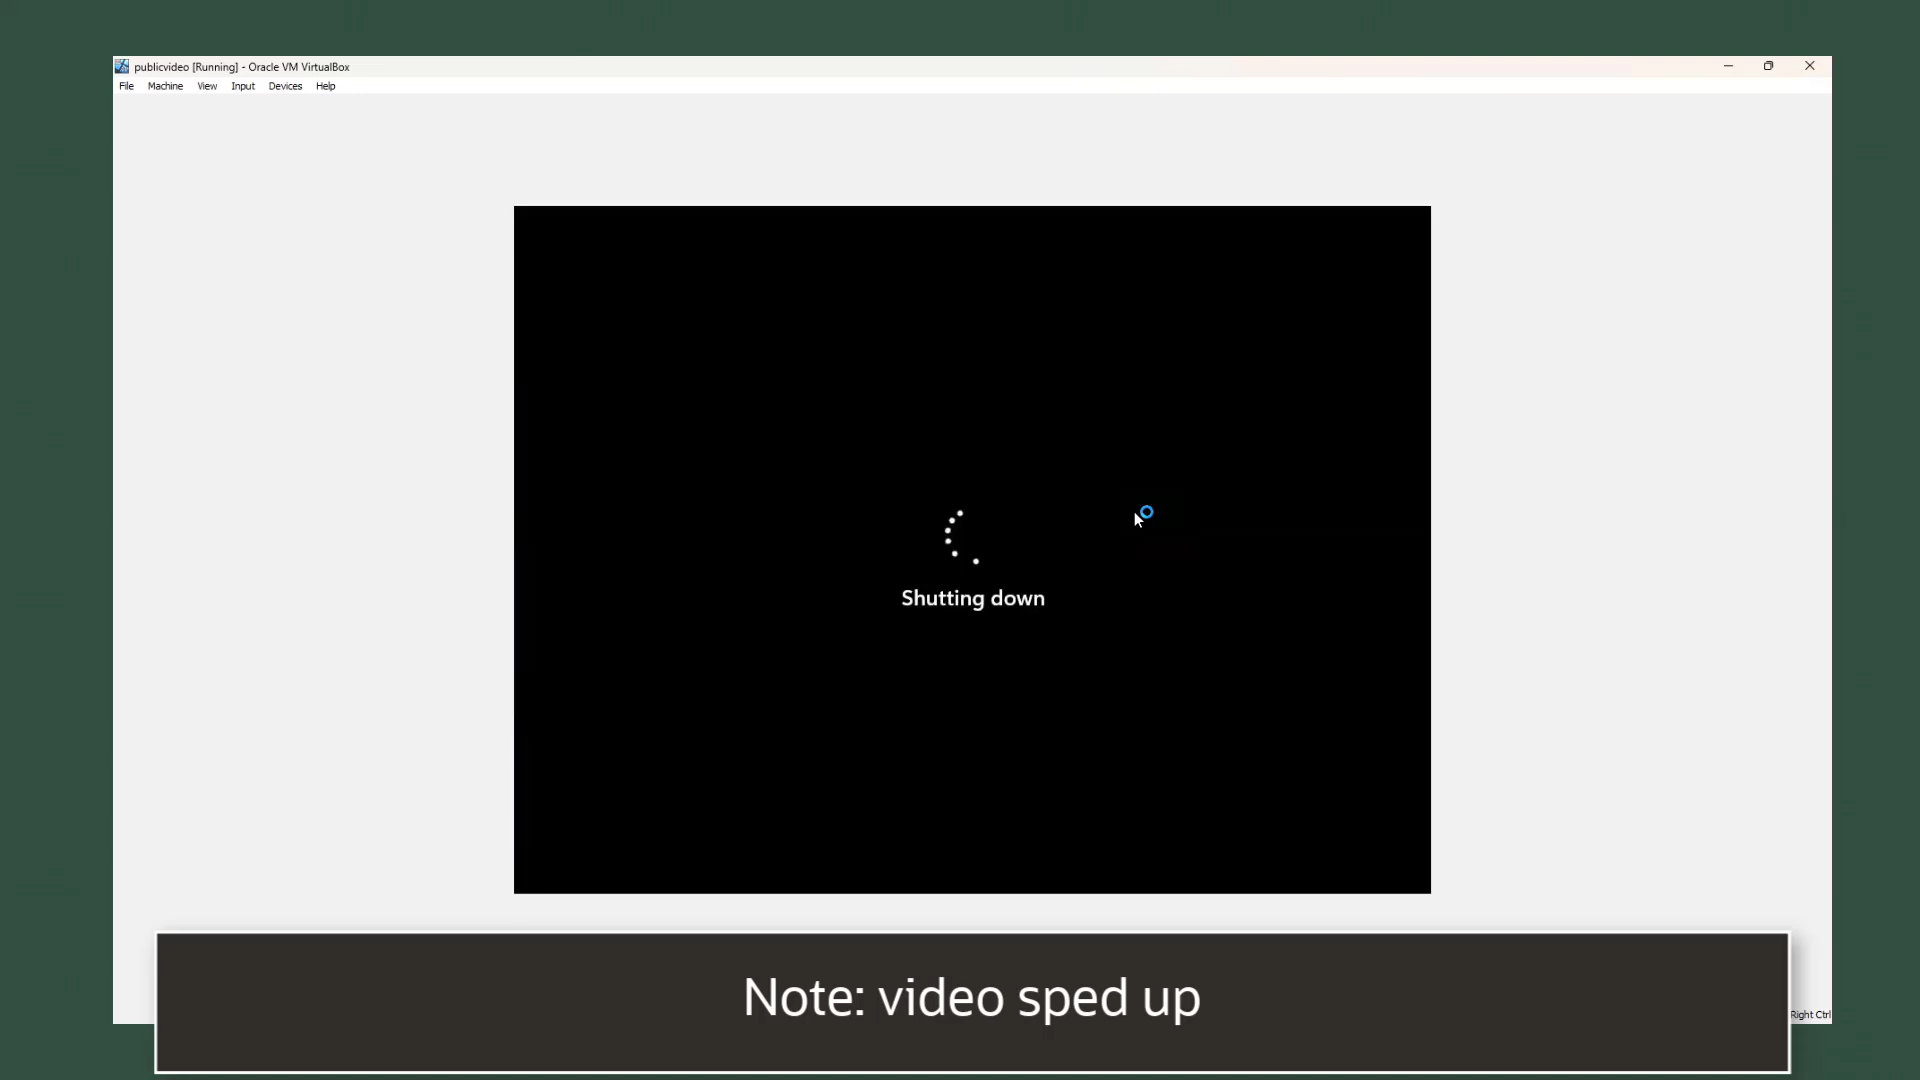 publicvideo [Running] - Oracle VM VirtualBox
File Machine View Input Devices Help
Shutting down
Note: video sped up
Right Ctrl